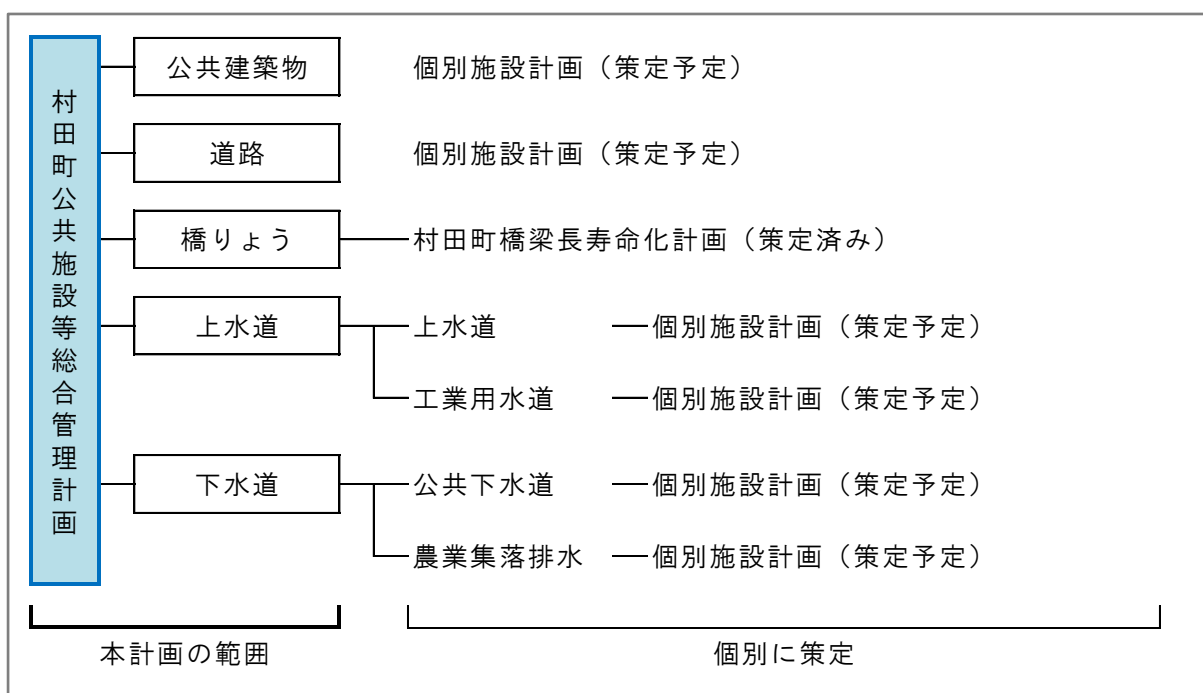 村田町公共施設等総合管理計画
公共建築物 個別施設計画（策定予定）
道路 個別施設計画（策定予定）
橋りょう 村田町橋梁長寿命化計画（策定済み）
上水道 上水道 個別施設計画（策定予定）
工業用水道 個別施設計画（策定予定）
下水道 公共下水道 個別施設計画（策定予定）
農業集落排水 個別施設計画（策定予定）
本計画の範囲 個別に策定